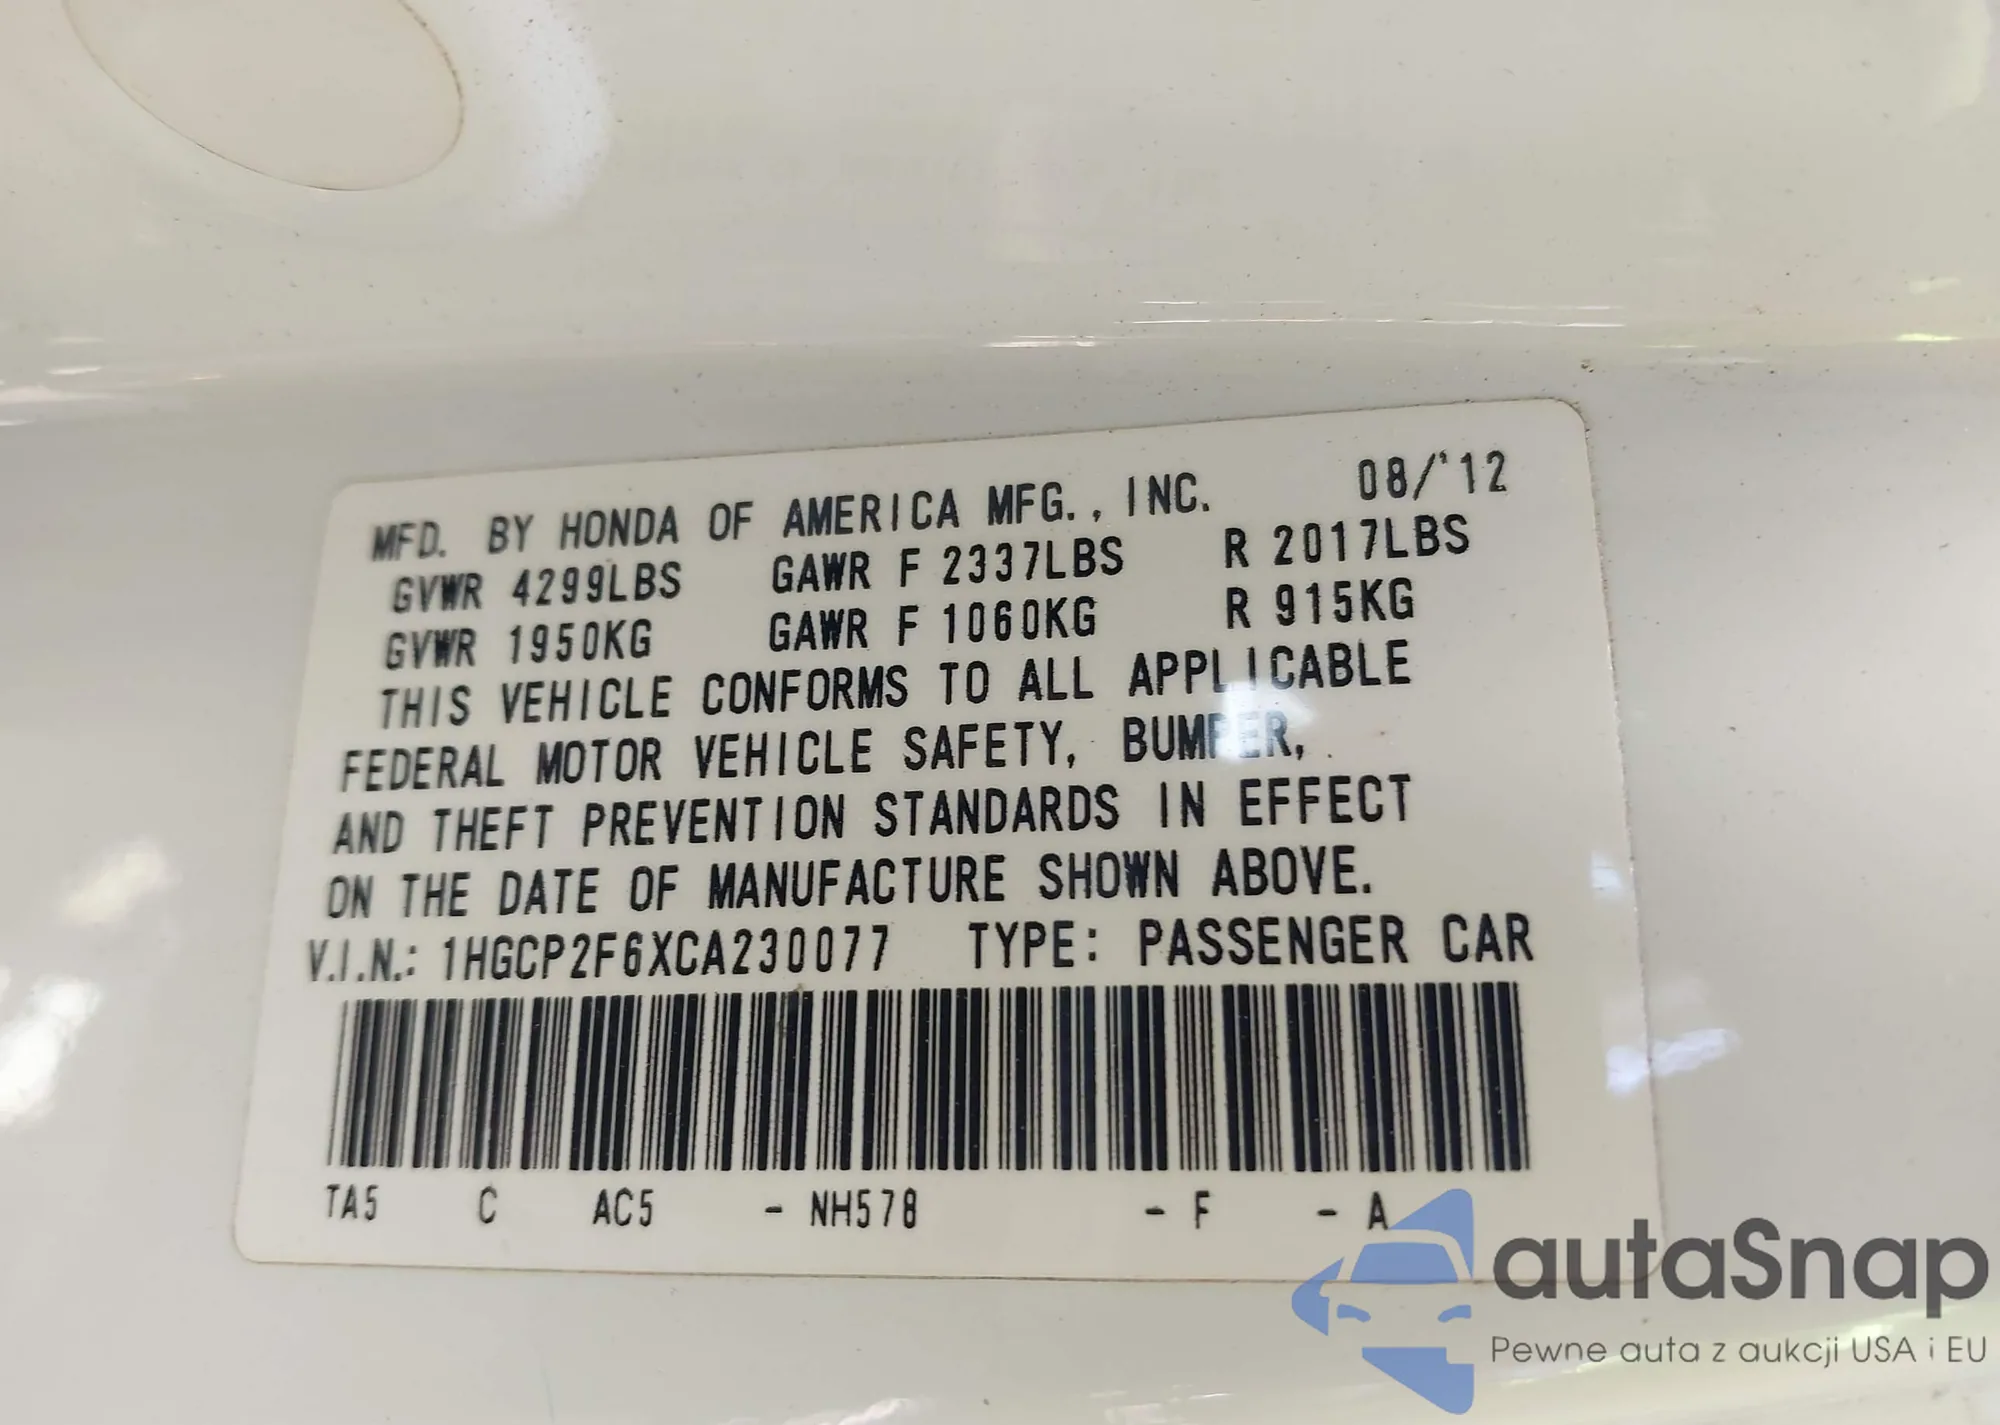 MFD. BY HONDA OF AMERICA MFG., INC. 08/'12
GVWR 4299LBS GAWR F 2337LBS R 2017LBS
GVWR 1950KG GAWR F 1060KG R 915KG
THIS VEHICLE CONFORMS TO ALL APPLICABLE
FEDERAL MOTOR VEHICLE SAFETY, BUMPER,
AND THEFT PREVENTION STANDARDS IN EFFECT
ON THE DATE OF MANUFACTURE SHOWN ABOVE.
V.I.N.: 1HGCP2F6XCA230077 TYPE: PASSENGER CAR
TA5 C AC5 - NH578 - F - A
autaSnap
Pewne auta z aukcji USA i EU